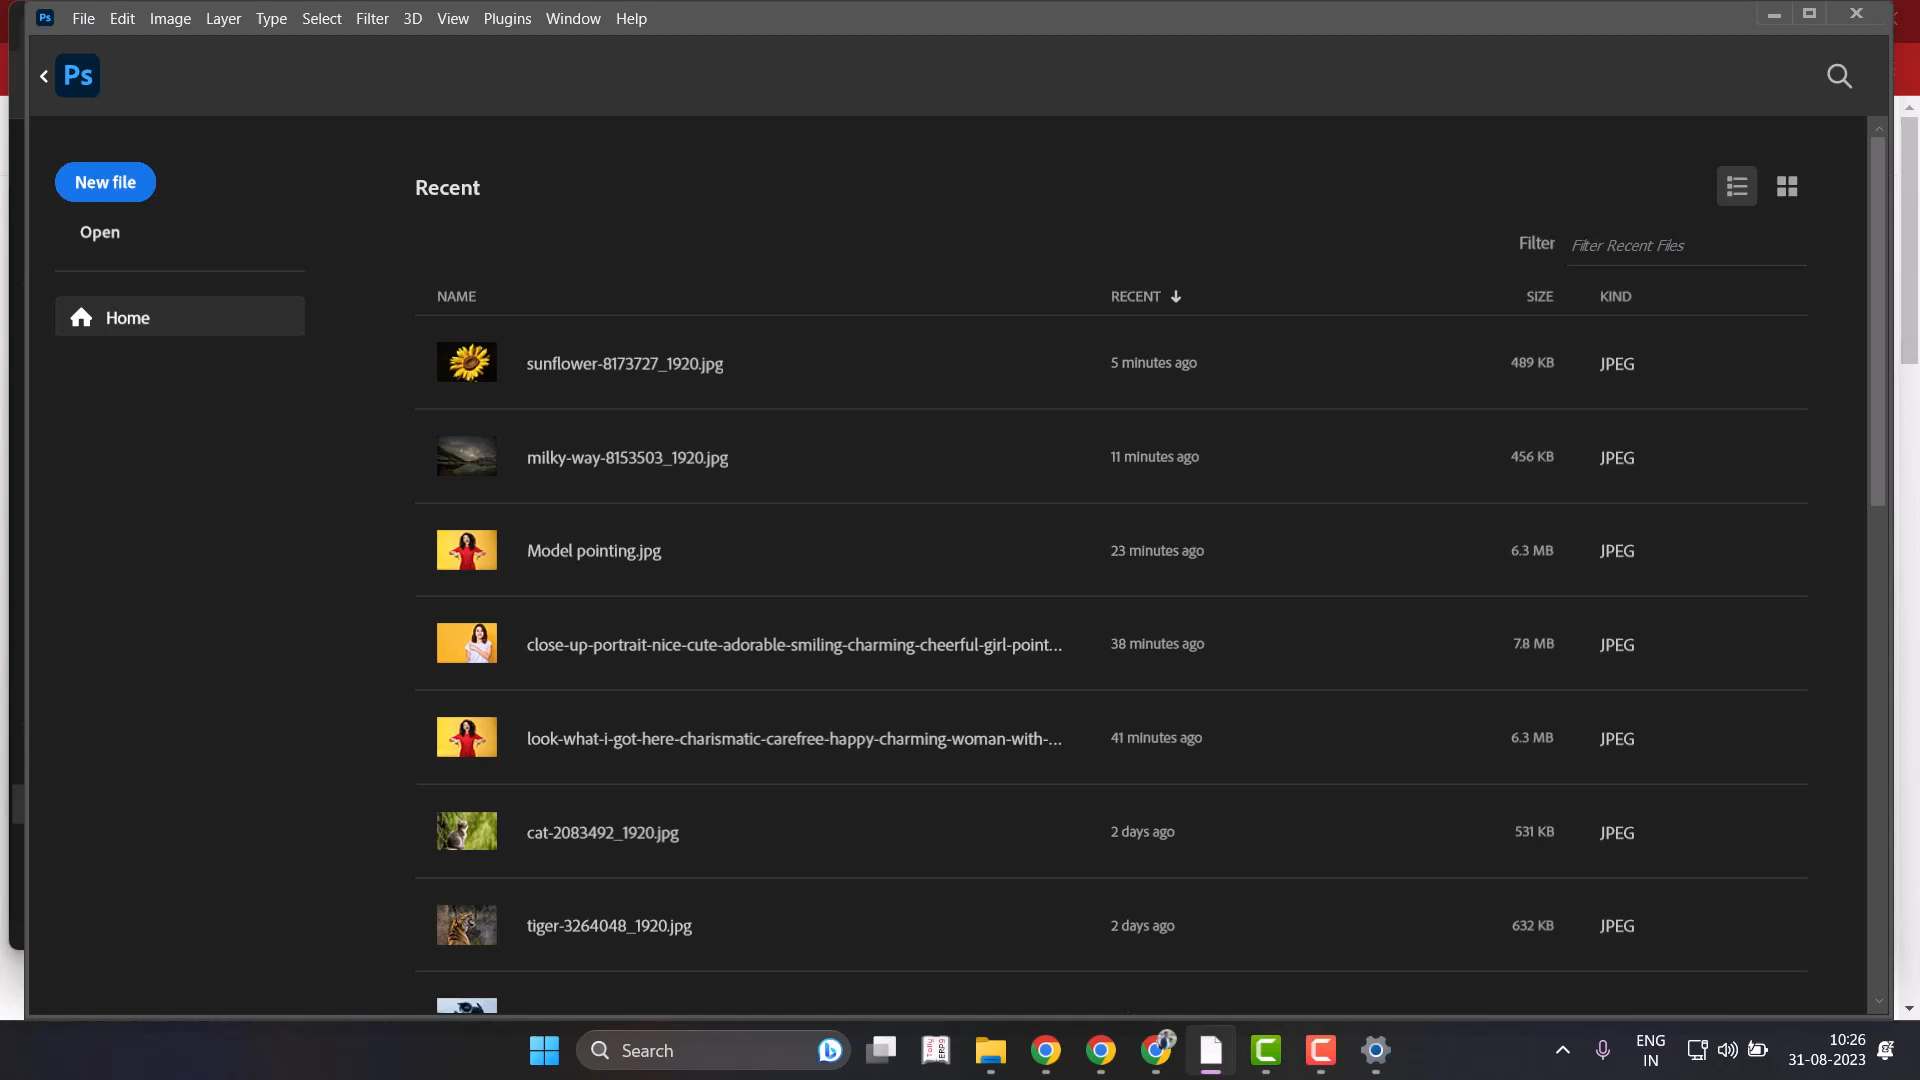 Ps File Edit Image Layer Type Select Filter 3D View Plugins Window Help
Ps
New file
Open
Home
Recent
Filter Filter Recent Files
NAME RECENT SIZE KIND
sunflower-8173727_1920.jpg 5 minutes ago 489 KB JPEG
milky-way-8153503_1920.jpg 11 minutes ago 456 KB JPEG
Model pointing.jpg 23 minutes ago 6.3 MB JPEG
close-up-portrait-nice-cute-adorable-smiling-charming-cheerful-girl-point... 38 minutes ago 7.8 MB JPEG
look-what-i-got-here-charismatic-carefree-happy-charming-woman-with-... 41 minutes ago 6.3 MB JPEG
cat-2083492_1920.jpg 2 days ago 531 KB JPEG
tiger-3264048_1920.jpg 2 days ago 632 KB JPEG
Search
Tally
ERP9
ENG
IN
10:26
31-08-2023